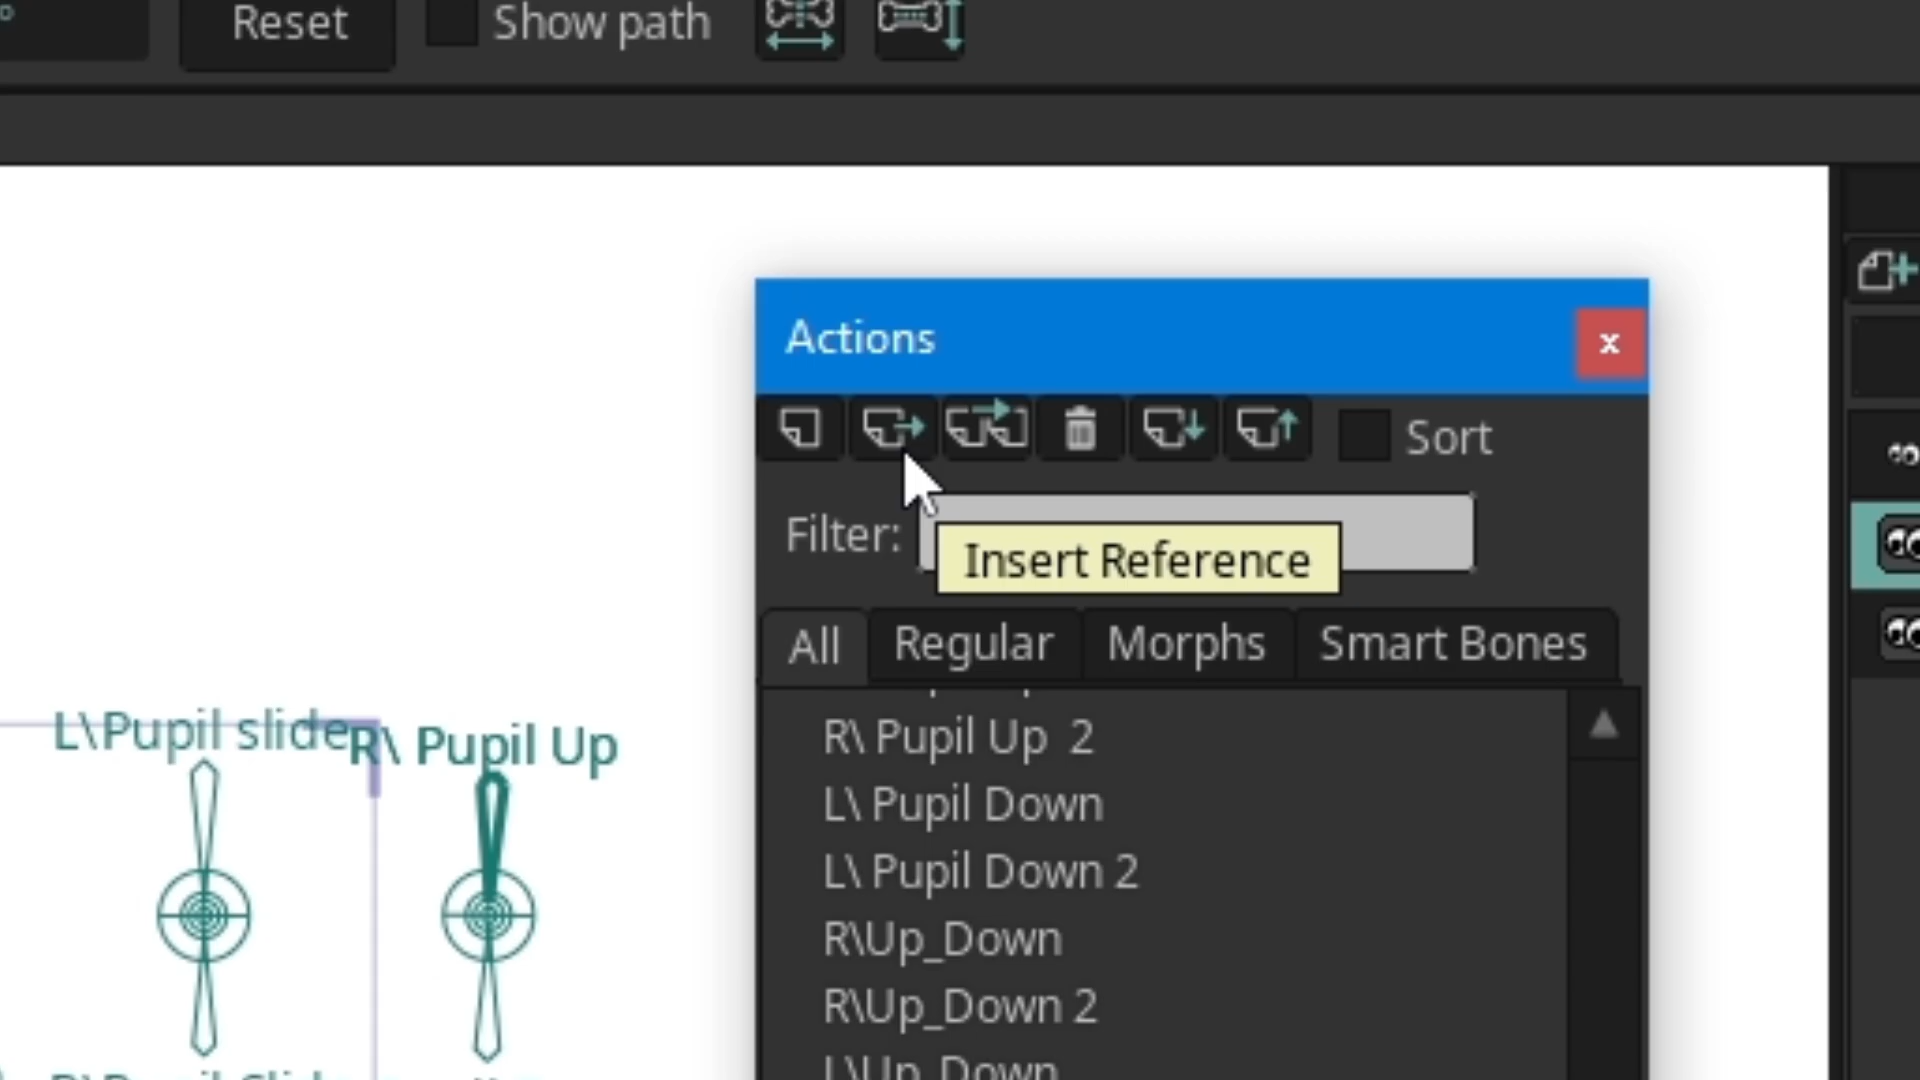 Reset
Show path
Actions
x
Sort
Filter:
Insert Reference
All
Regular
Morphs
Smart Bones
R\ Pupil Up  2
L\ Pupil Down
L\ Pupil Down 2
R\Up_Down
R\Up_Down 2
L\Up_Down
L\Pupil slide
R\ Pupil Up